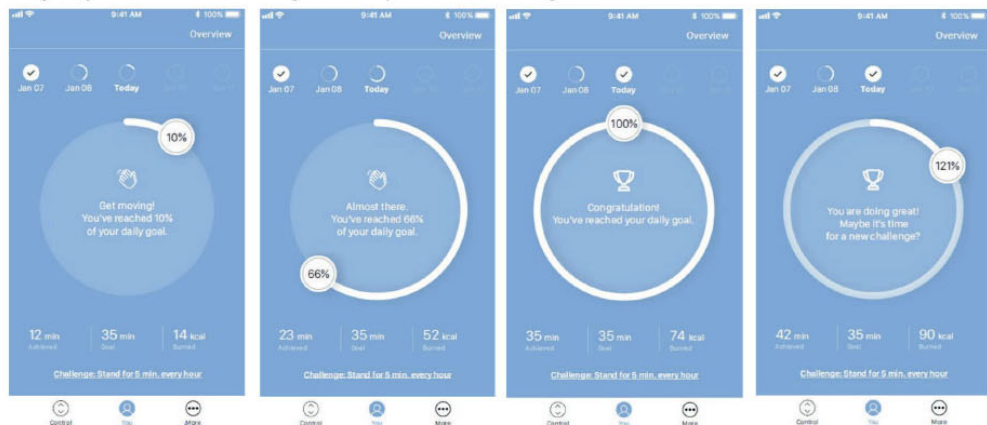 9:41 AM
100%
Overview
Jan 07
Jan 08
Today
10%
Get moving!
You've reached 10%
of your daily goal.
12 min
Achieved
35 min
Goal
14 kcal
Burned
Challenge: Stand for 5 min. every hour
Control
You
More
9:41 AM
100%
Overview
Jan 07
Jan 08
Today
Almost there.
You've reached 66%
of your daily goal.
66%
23 min
Achieved
35 min
Goal
52 kcal
Burned
Challenge: Stand for 5 min. every hour
Control
You
More
9:41 AM
100%
Overview
Jan 07
Jan 08
Today
100%
Congratulation!
You've reached your daily goal.
35 min
Achieved
35 min
Goal
74 kcal
Burned
Challenge: Stand for 5 min. every hour
Control
You
More
9:41 AM
100%
Overview
Jan 07
Jan 08
Today
121%
You are doing great!
Maybe it's time
for a new challenge?
42 min
Achieved
35 min
Goal
90 kcal
Burned
Challenge: Stand for 5 min. every hour
Control
You
More